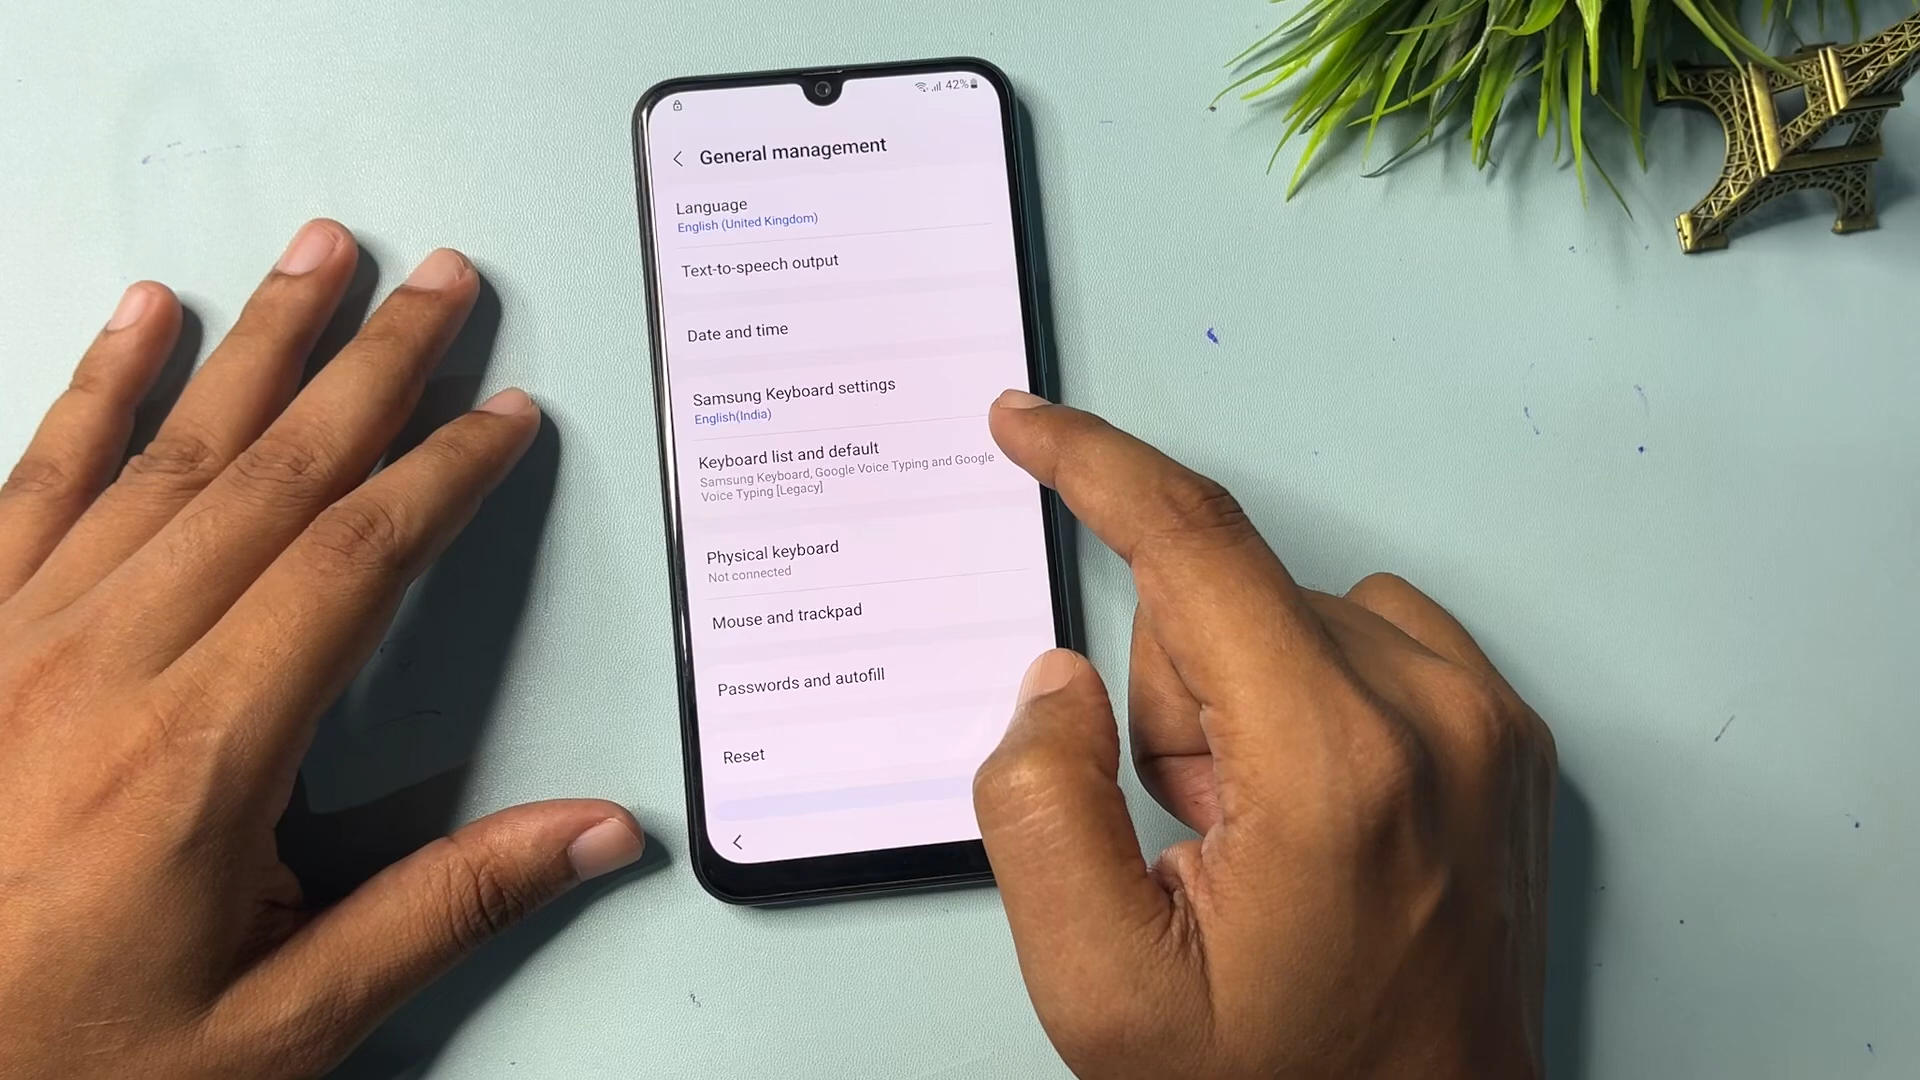 42%
General management
Language
English (United Kingdom)
Text-to-speech output
Date and time
Samsung Keyboard settings
English(India)
Keyboard list and default
Samsung Keyboard, Google Voice Typing and Google
Voice Typing [Legacy]
Physical keyboard
Not connected
Mouse and trackpad
Passwords and autofill
Reset